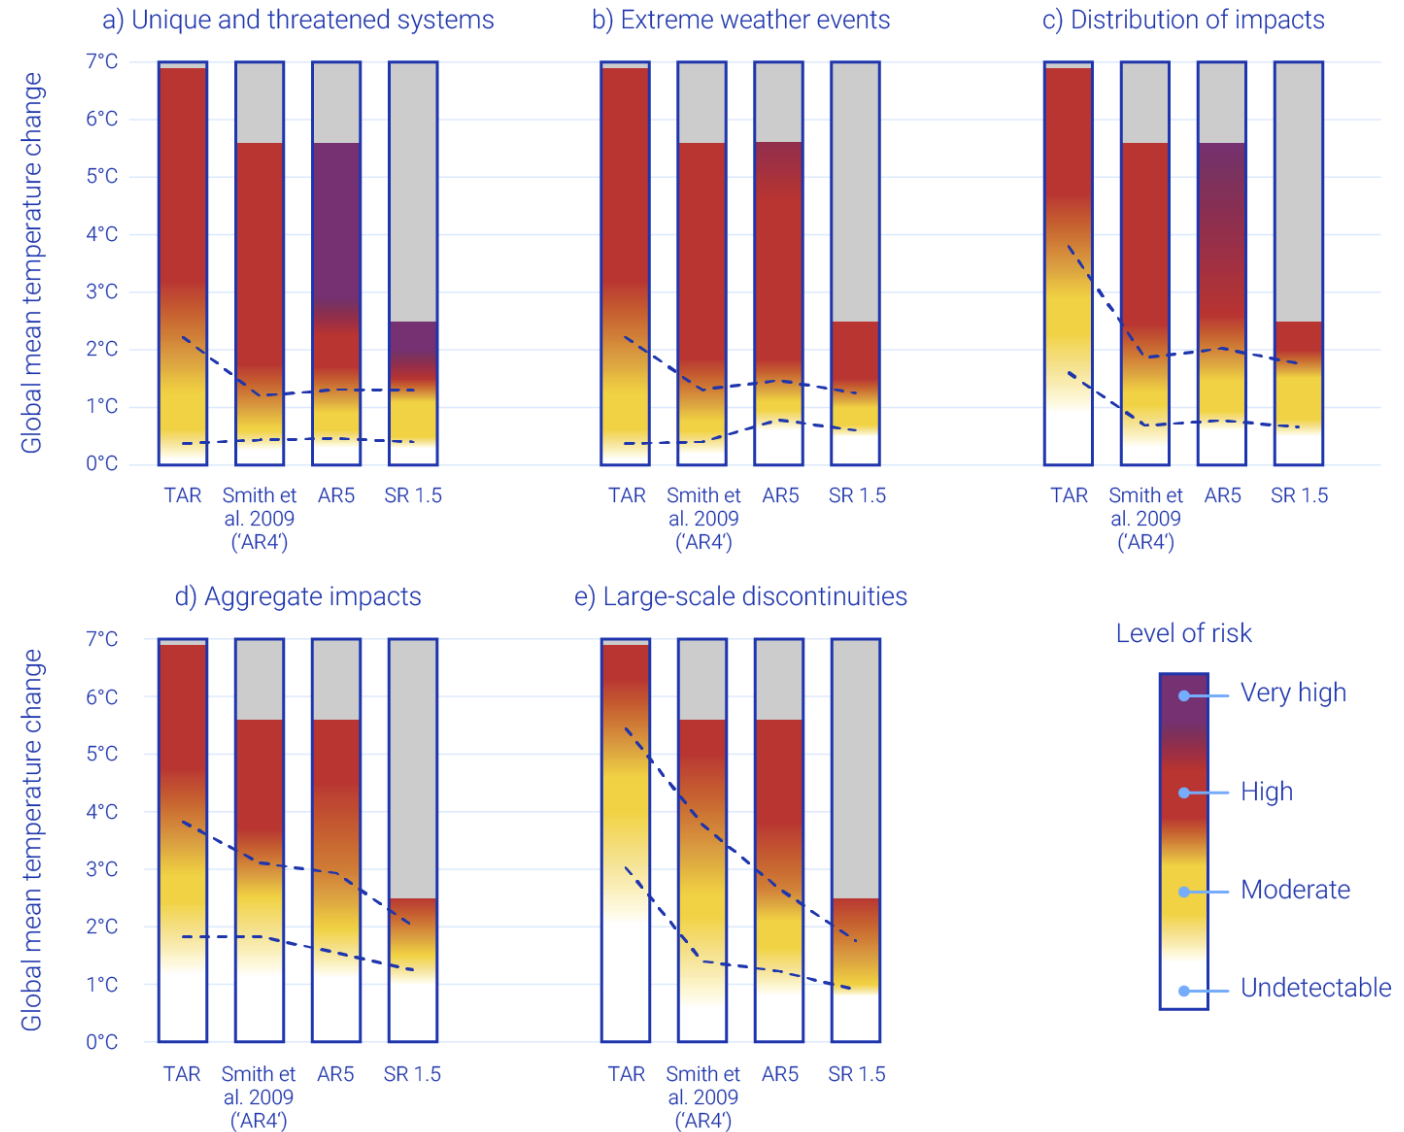 a) Unique and threatened systems
b) Extreme weather events
c) Distribution of impacts
Global mean temperature change
7°C
6°C
5°C
4°C
3°C
2°C
1°C
0°C
TAR
Smith et
al. 2009
(‘AR4‘)
AR5
SR 1.5
TAR
Smith et
al. 2009
(‘AR4‘)
AR5
SR 1.5
TAR
Smith et
al. 2009
(‘AR4‘)
AR5
SR 1.5
d) Aggregate impacts
e) Large-scale discontinuities
Global mean temperature change
7°C
6°C
5°C
4°C
3°C
2°C
1°C
0°C
TAR
Smith et
al. 2009
(‘AR4‘)
AR5
SR 1.5
TAR
Smith et
al. 2009
(‘AR4‘)
AR5
SR 1.5
Level of risk
Very high
High
Moderate
Undetectable